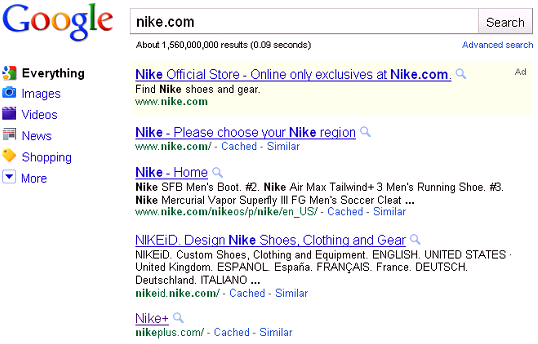 Google
nike.com
Search
About 1,560,000,000 results (0.09 seconds)
Advanced search
Everything
Images
Videos
News
Shopping
More
Nike Official Store - Online only exclusives at Nike.com.
Ad
Find Nike shoes and gear.
www.nike.com
Nike - Please choose your Nike region
www.nike.com/ - Cached - Similar
Nike - Home
Nike SFB Men's Boot. #2. Nike Air Max Tailwind+ 3 Men's Running Shoe. #3.
Nike Mercurial Vapor Superfly III FG Men's Soccer Cleat ...
www.nike.com/nikeos/p/nike/en_US/ - Cached - Similar
NIKEiD. Design Nike Shoes, Clothing and Gear
NIKEiD. Custom Shoes, Clothing and Equipment. ENGLISH. UNITED STATES ·
United Kingdom. ESPANOL. España. FRANÇAIS. France. DEUTSCH.
Deutschland. ITALIANO ...
nikeid.nike.com/ - Cached - Similar
Nike+
nikeplus.com/ - Cached - Similar